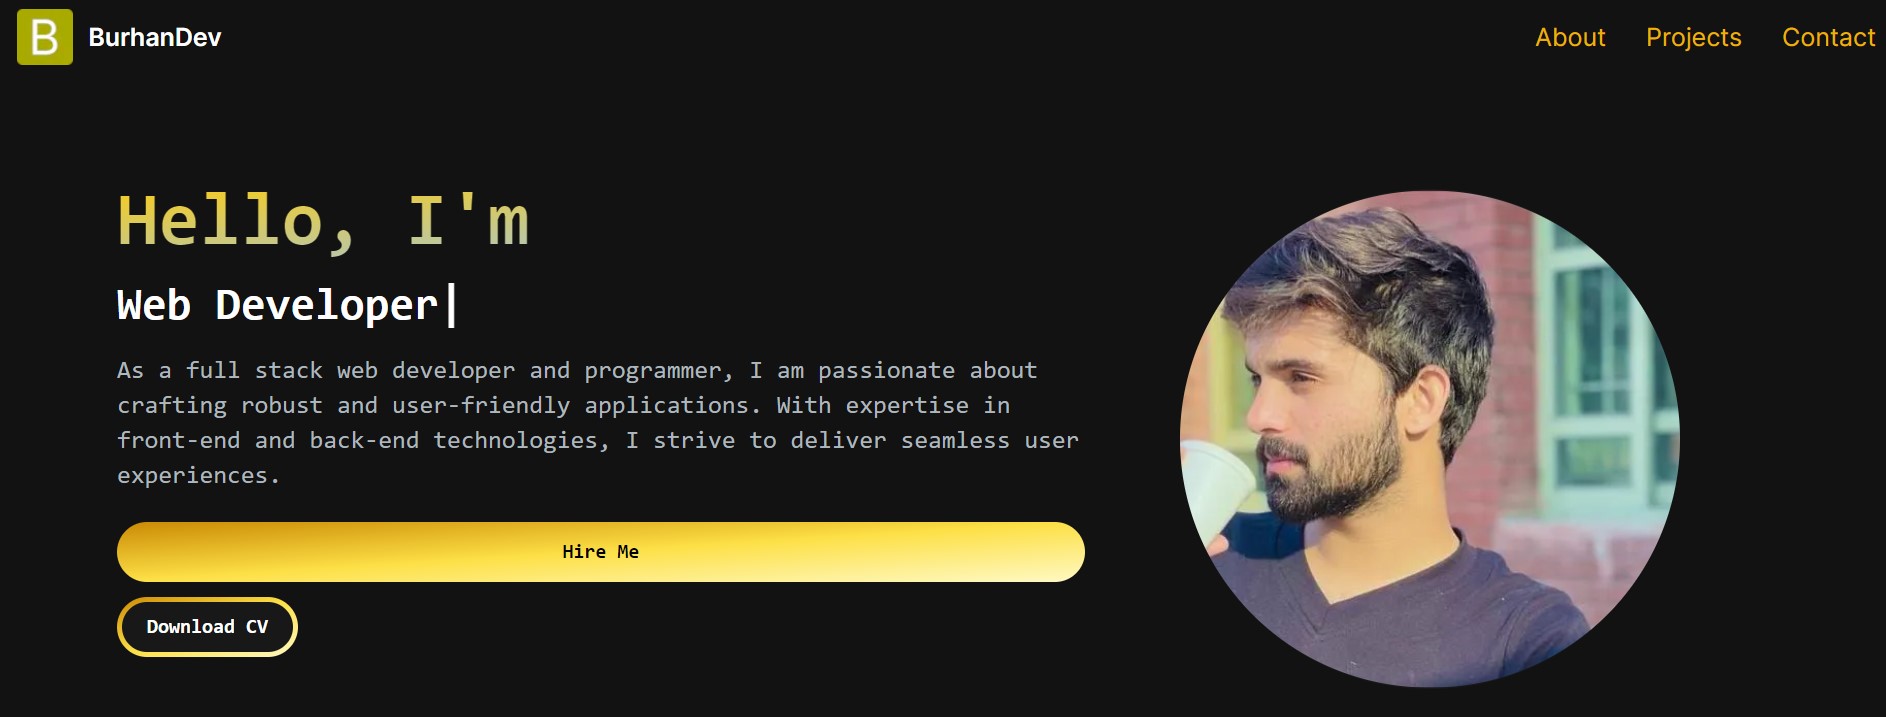 B BurhanDev About Projects Contact
Hello, I'm
Web Developer|
As a full stack web developer and programmer, I am passionate about
crafting robust and user-friendly applications. With expertise in
front-end and back-end technologies, I strive to deliver seamless user
experiences.
Hire Me
Download CV